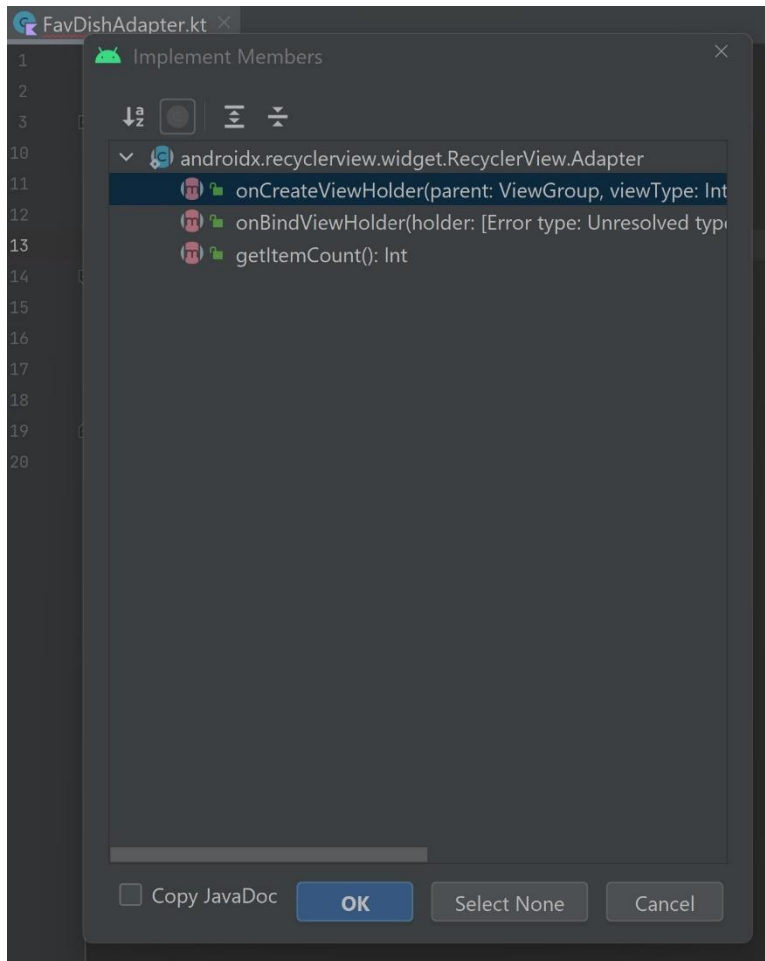 FavDishAdapter.kt
Implement Members
androidx.recyclerview.widget.RecyclerView.Adapter
onCreateViewHolder(parent: ViewGroup, viewType: Int
onBindViewHolder(holder: [Error type: Unresolved typ
getItemCount(): Int
1
2
3
10
11
12
13
14
15
16
17
18
19
20
Copy JavaDoc
OK
Select None
Cancel